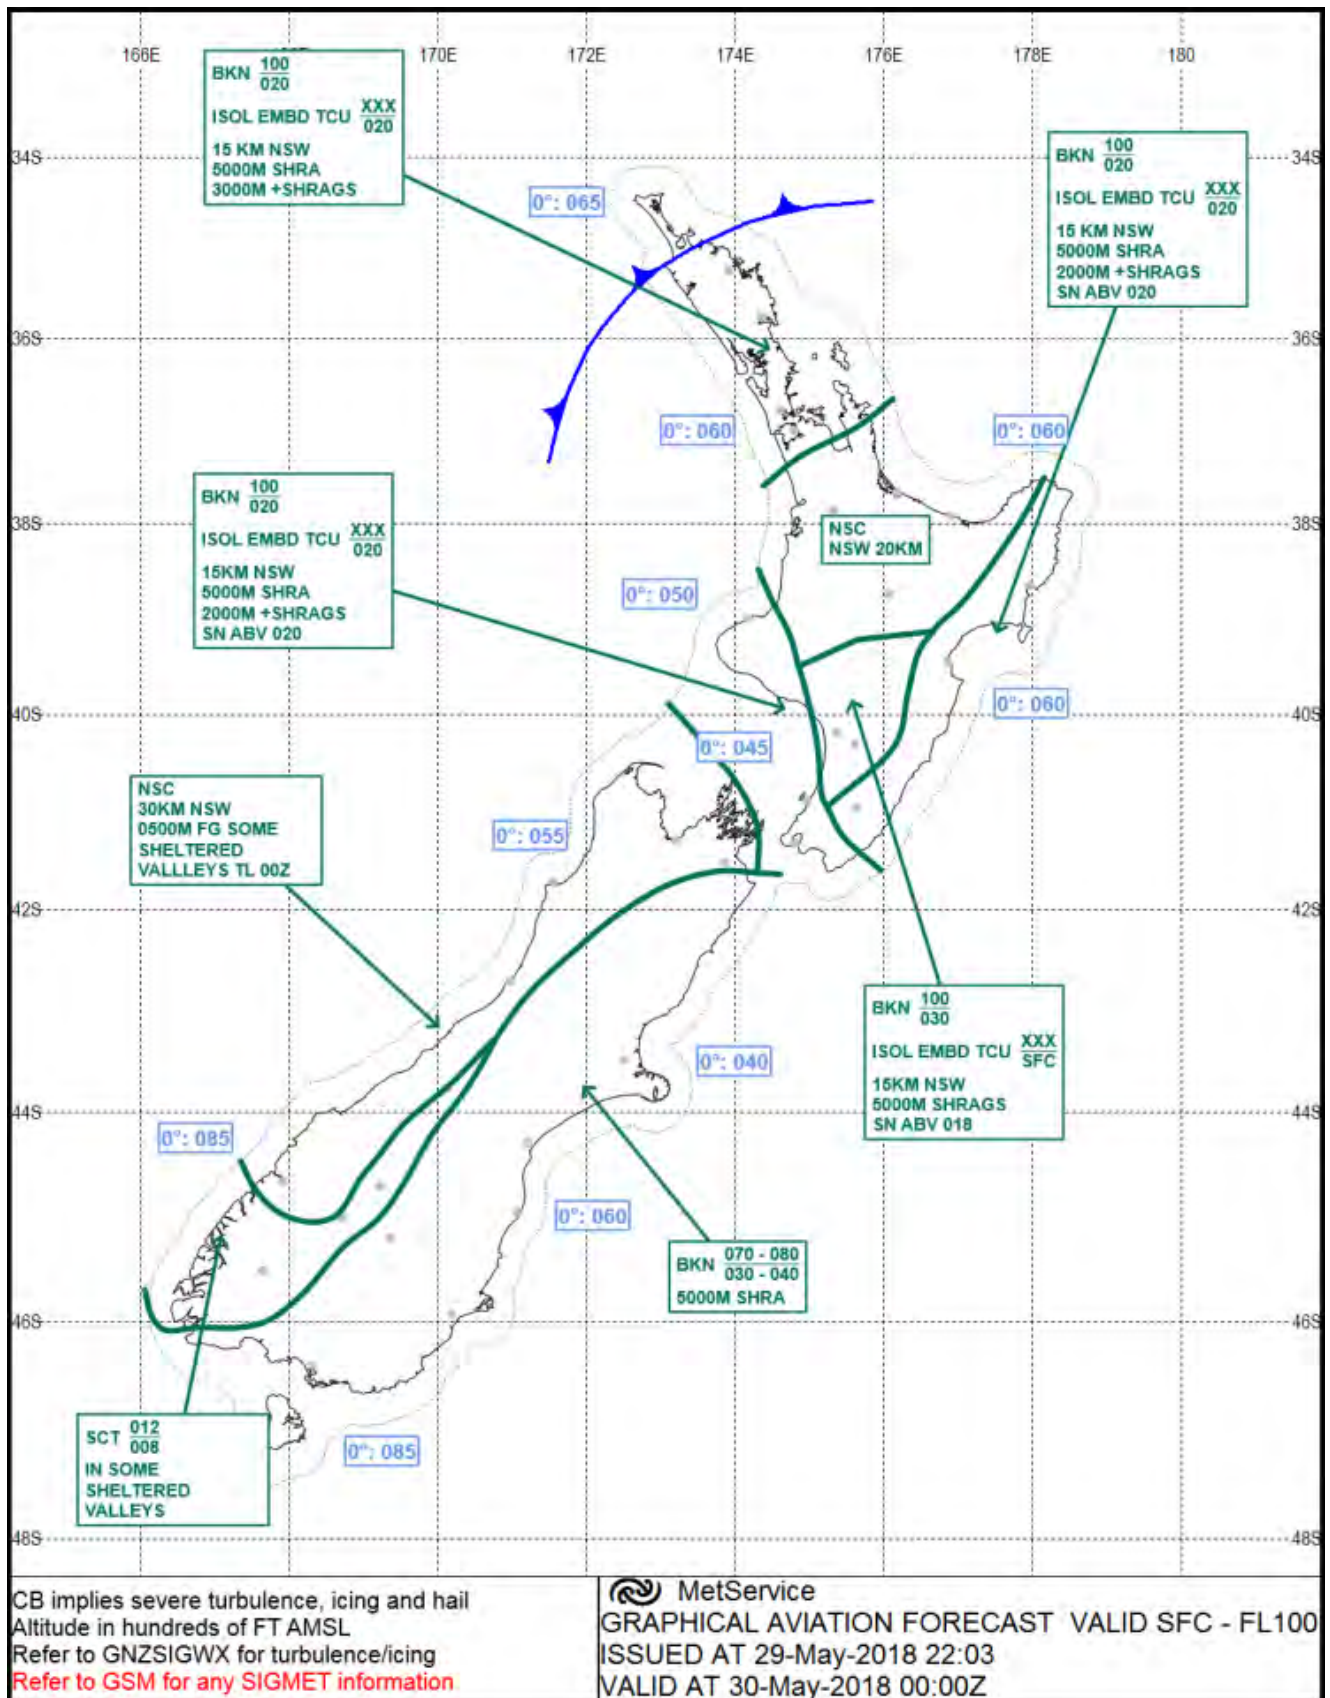 166E
170E
172E
174E
176E
178E
180
BKN 100
020
ISOL EMBD TCU XXX
020
15 KM NSW
5000M SHRA
3000M +SHRAGS
BKN 100
020
ISOL EMBD TCU XXX
020
15 KM NSW
5000M SHRA
2000M +SHRAGS
SN ABV 020
34S
34S
0°: 065
36S
36S
0°: 060
0°: 060
BKN 100
020
ISOL EMBD TCU XXX
020
15KM NSW
5000M SHRA
2000M +SHRAGS
SN ABV 020
38S
38S
NSC
NSW 20KM
0°: 050
40S
40S
0°: 060
0°: 045
NSC
30KM NSW
0500M FG SOME
SHELTERED
VALLLEYS TL 00Z
0°: 055
42S
42S
BKN 100
030
ISOL EMBD TCU XXX
SFC
15KM NSW
5000M SHRAGS
SN ABV 018
0°: 040
44S
44S
0°: 085
0°: 060
BKN 070 - 080
030 - 040
5000M SHRA
46S
46S
SCT 012
008
IN SOME
SHELTERED
VALLEYS
0°: 085
48S
48S
CB implies severe turbulence, icing and hail
Altitude in hundreds of FT AMSL
Refer to GNZSIGWX for turbulence/icing
Refer to GSM for any SIGMET information
MetService
GRAPHICAL AVIATION FORECAST VALID SFC - FL100
ISSUED AT 29-May-2018 22:03
VALID AT 30-May-2018 00:00Z